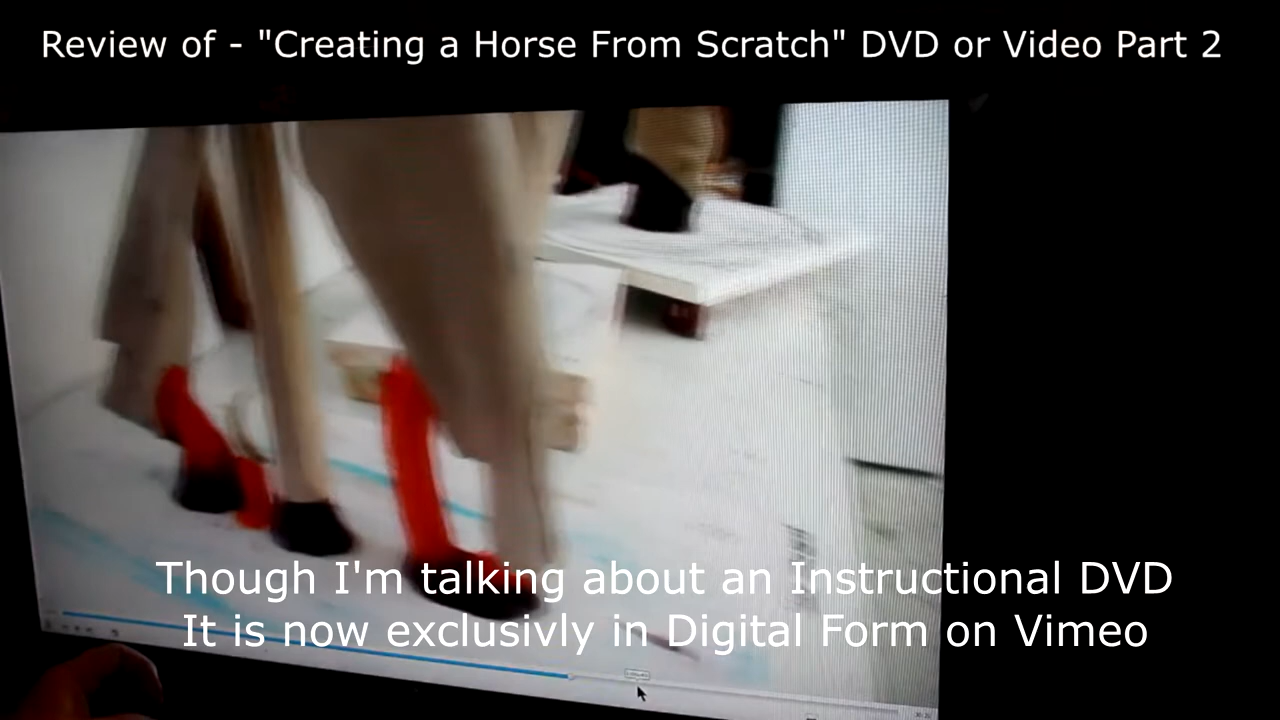 Review of - "Creating a Horse From Scratch" DVD or Video Part 2
Though I'm talking about an Instructional DVD
It is now exclusivly in Digital Form on Vimeo